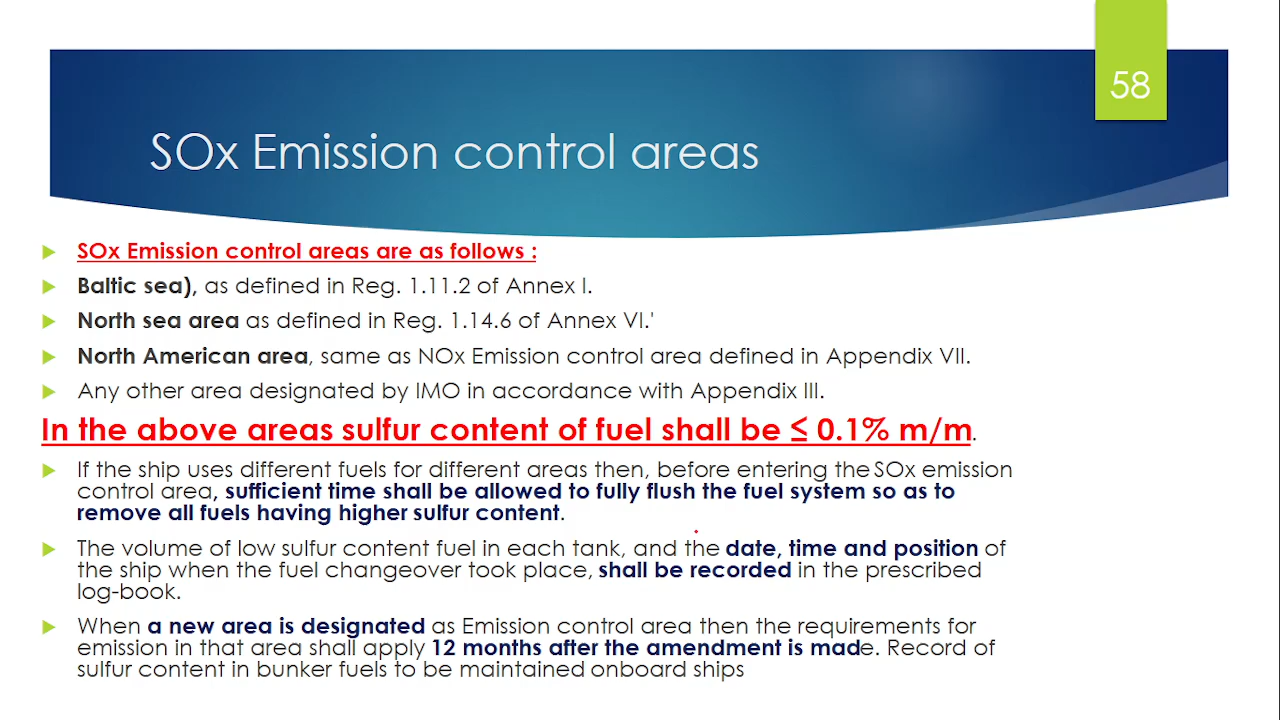 58
SOx Emission control areas
SOx Emission control areas are as follows :
Baltic sea), as defined in Reg. 1.11.2 of Annex I.
North sea area as defined in Reg. 1.14.6 of Annex VI.'
North American area, same as NOx Emission control area defined in Appendix VII.
Any other area designated by IMO in accordance with Appendix III.
In the above areas sulfur content of fuel shall be ≤ 0.1% m/m.
If the ship uses different fuels for different areas then, before entering the SOx emission
control area, sufficient time shall be allowed to fully flush the fuel system so as to
remove all fuels having higher sulfur content.
The volume of low sulfur content fuel in each tank, and the date, time and position of
the ship when the fuel changeover took place, shall be recorded in the prescribed
log-book.
When a new area is designated as Emission control area then the requirements for
emission in that area shall apply 12 months after the amendment is made. Record of
sulfur content in bunker fuels to be maintained onboard ships